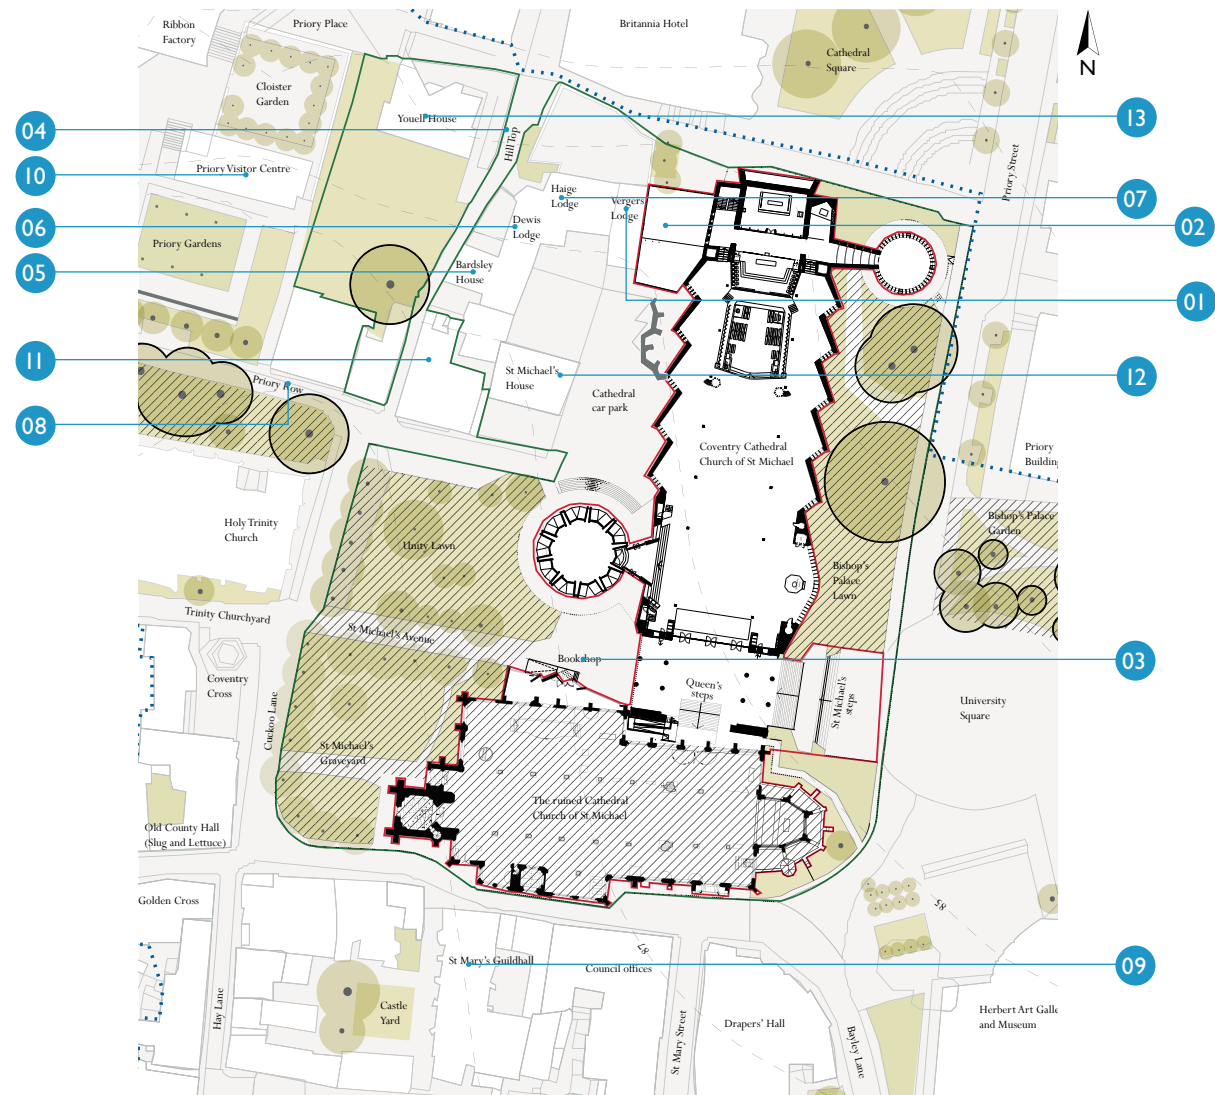 Ribbon
Factory
Priory Place
Britannia Hotel
N
Cathedral
Square
Cloister
Garden
Youell House
13
04
Hill Top
Priory Street
10
Priory Visitor Centre
Haige
Lodge
Vergers
Lodge
07
02
06
Dewis
Lodge
Priory Gardens
05
Bardsley
House
01
11
St Michael's
House
12
Priory Row
08
Cathedral
car park
Coventry Cathedral
Church of St Michael
Priory
Building
Bishop's Palace
Garden
Holy Trinity
Church
Unity Lawn
Bishop's
Palace
Lawn
Trinity Churchyard
St Michael's Avenue
Bookshop
03
Coventry
Cross
Queen's
steps
St Michael's
steps
University
Square
Cuckoo Lane
St Michael's
Graveyard
The ruined Cathedral
Church of St Michael
Old County Hall
(Slug and Lettuce)
Golden Cross
85
87
St Mary's Guildhall
Council offices
09
Hay Lane
Castle
Yard
St Mary Street
Drapers' Hall
Bayley Lane
Herbert Art Galle
and Museum